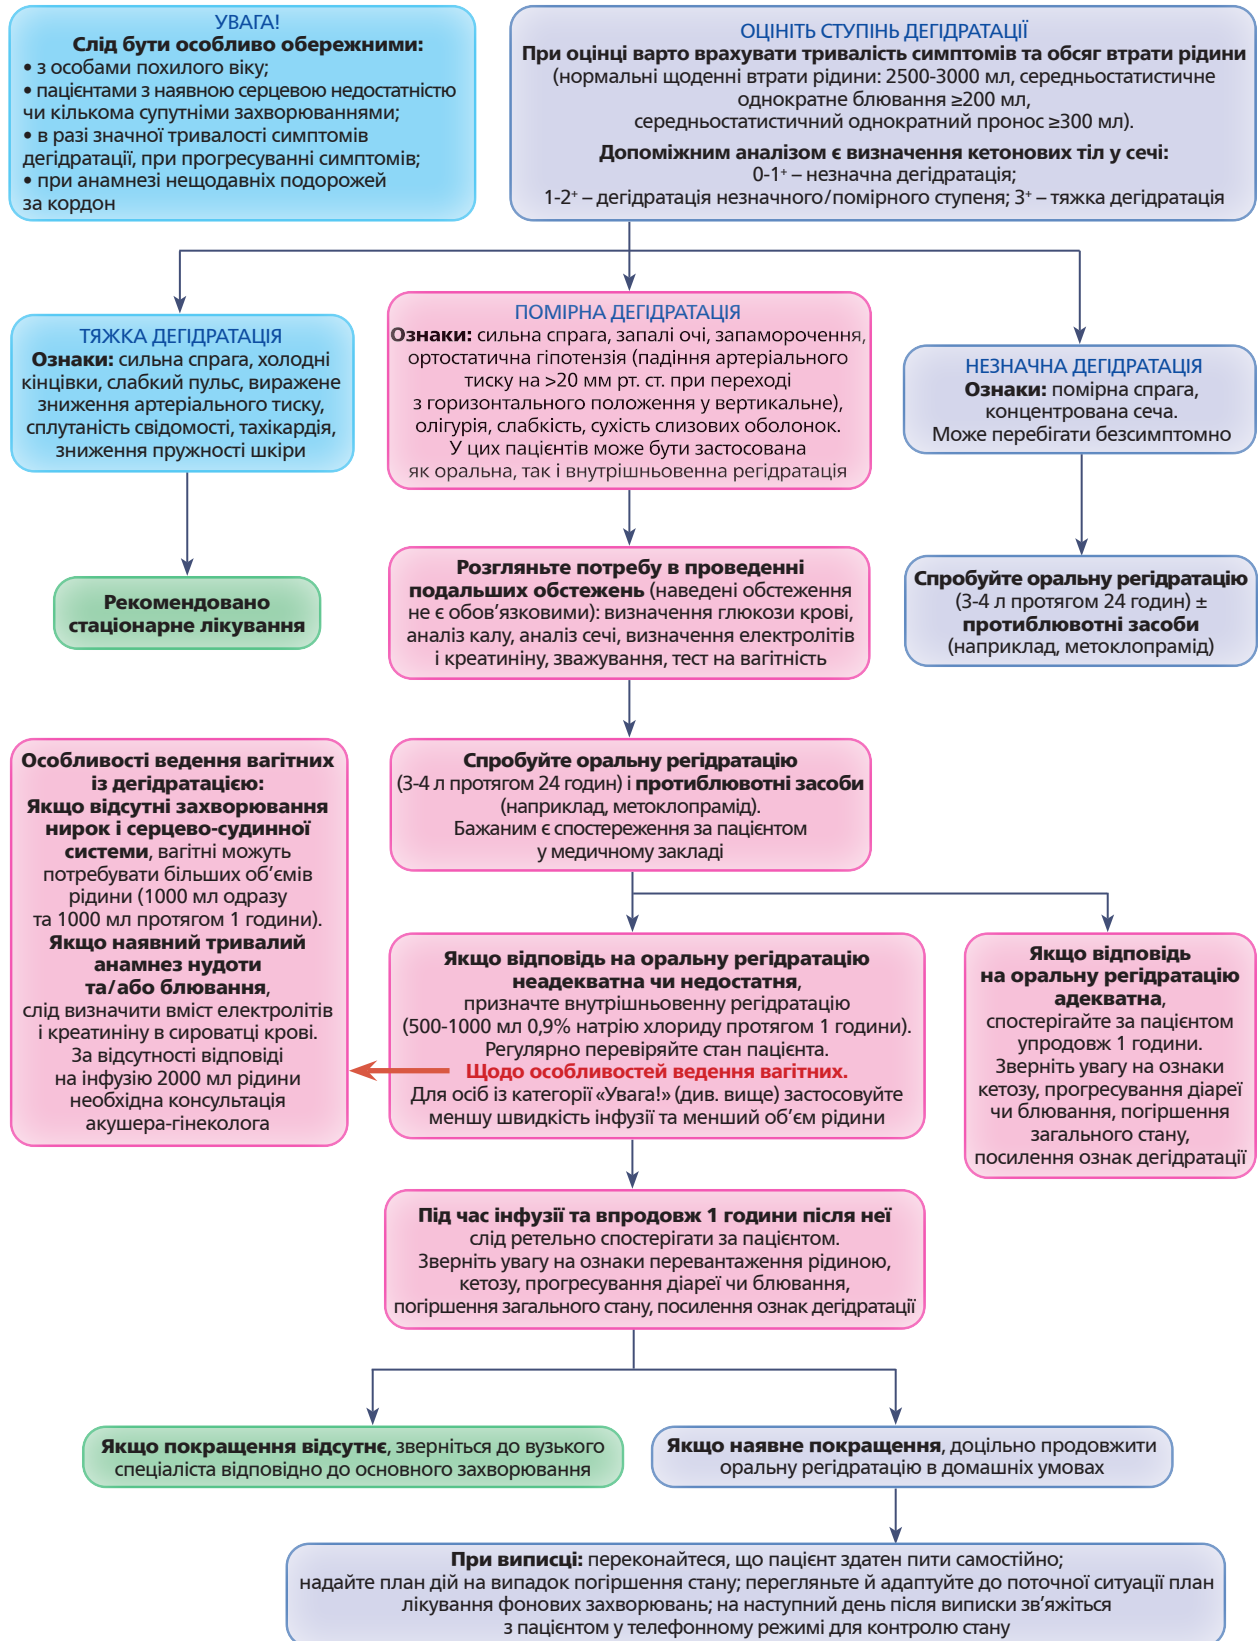 УВАГА!
Слід бути особливо обережними:
• з особами похилого віку;
• пацієнтами з наявною серцевою недостатністю
чи кількома супутніми захворюваннями;
• в разі значної тривалості симптомів
дегідратації, при прогресуванні симптомів;
• при анамнезі нещодавніх подорожей
за кордон
ОЦІНІТЬ СТУПІНЬ ДЕГІДРАТАЦІЇ
При оцінці варто врахувати тривалість симптомів та обсяг втрати рідини
(нормальні щоденні втрати рідини: 2500-3000 мл, середньостатистичне
однократне блювання ≥200 мл,
середньостатистичний однократний пронос ≥300 мл).
Допоміжним аналізом є визначення кетонових тіл у сечі:
0-1⁺ – незначна дегідратація;
1-2⁺ – дегідратація незначного/помірного ступеня; 3⁺ – тяжка дегідратація
ТЯЖКА ДЕГІДРАТАЦІЯ
Ознаки: сильна спрага, холодні
кінцівки, слабкий пульс, виражене
зниження артеріального тиску,
сплутаність свідомості, тахікардія,
зниження пружності шкіри
ПОМІРНА ДЕГІДРАТАЦІЯ
Ознаки: сильна спрага, запалі очі, запаморочення,
ортостатична гіпотензія (падіння артеріального
тиску на >20 мм рт. ст. при переході
з горизонтального положення у вертикальне),
олігурія, слабкість, сухість слизових оболонок.
У цих пацієнтів може бути застосована
як оральна, так і внутрішньовенна регідратація
НЕЗНАЧНА ДЕГІДРАТАЦІЯ
Ознаки: помірна спрага,
концентрована сеча.
Може перебігати безсимптомно
Рекомендовано
стаціонарне лікування
Розгляньте потребу в проведенні
подальших обстежень (наведені обстеження
не є обов’язковими): визначення глюкози крові,
аналіз калу, аналіз сечі, визначення електролітів
і креатиніну, зважування, тест на вагітність
Спробуйте оральну регідратацію
(3-4 л протягом 24 годин) ±
протиблювотні засоби
(наприклад, метоклопрамід)
Особливості ведення вагітних
із дегідратацією:
Якщо відсутні захворювання
нирок і серцево-судинної
системи, вагітні можуть
потребувати більших об’ємів
рідини (1000 мл одразу
та 1000 мл протягом 1 години).
Якщо наявний тривалий
анамнез нудоти
та/або блювання,
слід визначити вміст електролітів
і креатиніну в сироватці крові.
За відсутності відповіді
на інфузію 2000 мл рідини
необхідна консультація
акушера-гінеколога
Спробуйте оральну регідратацію
(3-4 л протягом 24 годин) і протиблювотні засоби
(наприклад, метоклопрамід).
Бажаним є спостереження за пацієнтом
у медичному закладі
Якщо відповідь на оральну регідратацію
неадекватна чи недостатня,
призначте внутрішньовенну регідратацію
(500-1000 мл 0,9% натрію хлориду протягом 1 години).
Регулярно перевіряйте стан пацієнта.
Щодо особливостей ведення вагітних.
Для осіб із категорії «Увага!» (див. вище) застосовуйте
меншу швидкість інфузії та менший об’єм рідини
Якщо відповідь
на оральну регідратацію
адекватна,
спостерігайте за пацієнтом
упродовж 1 години.
Зверніть увагу на ознаки
кетозу, прогресування діареї
чи блювання, погіршення
загального стану,
посилення ознак дегідратації
Під час інфузії та впродовж 1 години після неї
слід ретельно спостерігати за пацієнтом.
Зверніть увагу на ознаки перевантаження рідиною,
кетозу, прогресування діареї чи блювання,
погіршення загального стану, посилення ознак дегідратації
Якщо покращення відсутнє, зверніться до вузького
спеціаліста відповідно до основного захворювання
Якщо наявне покращення, доцільно продовжити
оральну регідратацію в домашніх умовах
При виписці: переконайтеся, що пацієнт здатен пити самостійно;
надайте план дій на випадок погіршення стану; перегляньте й адаптуйте до поточної ситуації план
лікування фонових захворювань; на наступний день після виписки зв’яжіться
з пацієнтом у телефонному режимі для контролю стану